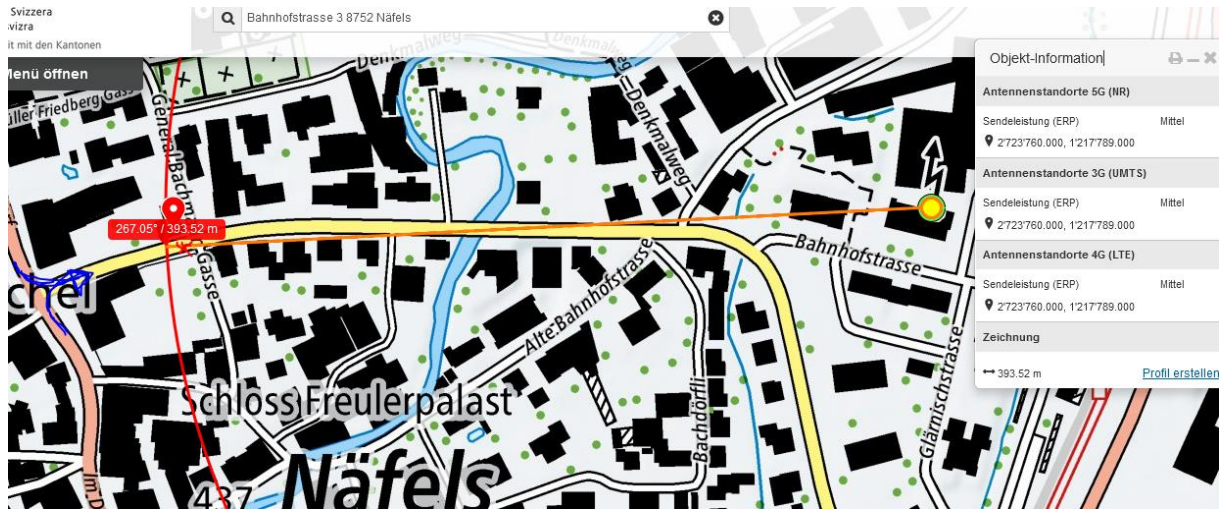 Svizzera
svizra
it mit den Kantonen
Bahnhofstrasse 3 8752 Näfels
Menü öffnen
Denkmalweg
Denkmalweg
Denkmalweg
General Bachmann Gasse
267.05° / 393.52 m
Bahnhofstrasse
Alte Bahnhofstrasse
Schloss Freulerpalast
Bachdörfli
Glärnischstrasse
437
Näfels
Objekt-Information
Antennenstandorte 5G (NR)
Sendeleistung (ERP) Mittel
2'723'760.000, 1'217'789.000
Antennenstandorte 3G (UMTS)
Sendeleistung (ERP) Mittel
2'723'760.000, 1'217'789.000
Antennenstandorte 4G (LTE)
Sendeleistung (ERP) Mittel
2'723'760.000, 1'217'789.000
Zeichnung
393.52 m Profil erstellen